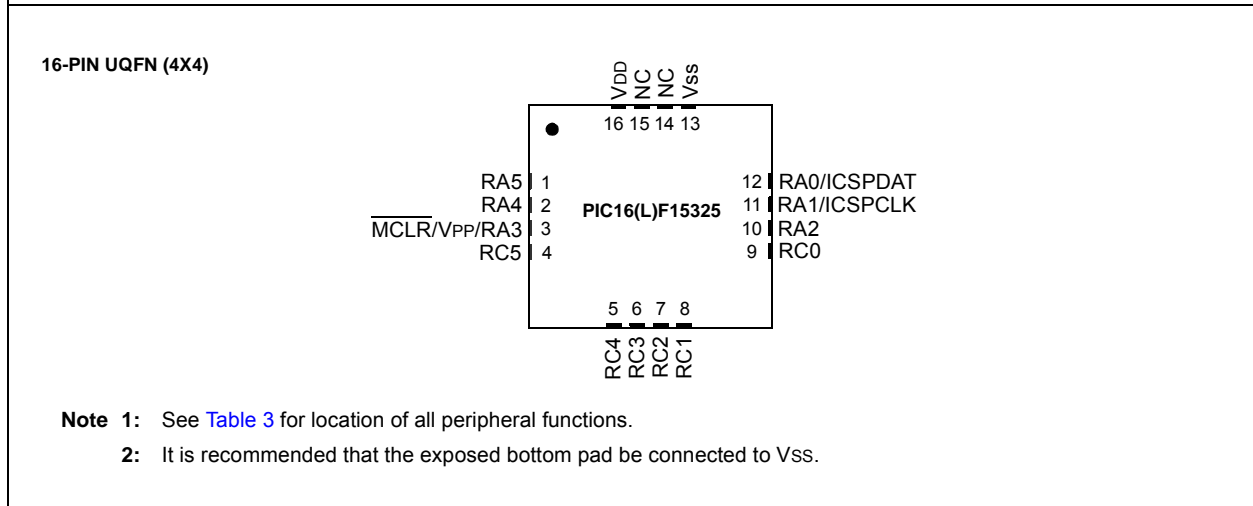 16-PIN UQFN (4X4)
VDD
NC
NC
Vss
16 15 14 13
RA5 1
RA4 2
MCLR/VPP/RA3 3
RC5 4
PIC16(L)F15325
12 RA0/ICSPDAT
11 RA1/ICSPCLK
10 RA2
9 RC0
5 6 7 8
RC4
RC3
RC2
RC1
Note 1: See Table 3 for location of all peripheral functions.
2: It is recommended that the exposed bottom pad be connected to VSS.